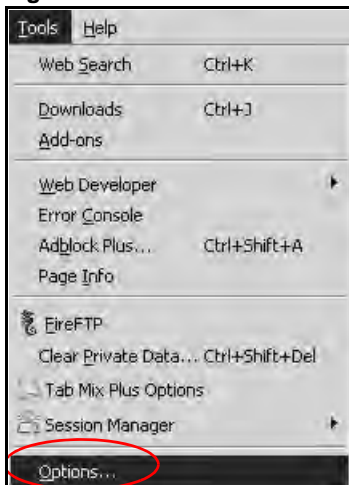 Tools Help
Web Search Ctrl+K
Downloads Ctrl+J
Add-ons
Web Developer
Error Console
Adblock Plus... Ctrl+Shift+A
Page Info
FireFTP
Clear Private Data... Ctrl+Shift+Del
Tab Mix Plus Options
Session Manager
Options...